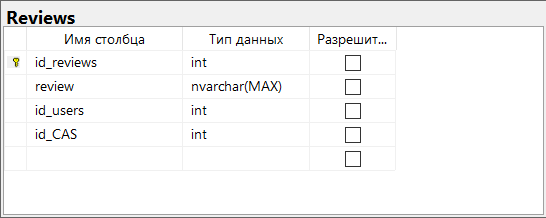 Reviews
Имя столбца Тип данных Разрешит...
id_reviews int
review nvarchar(MAX)
id_users int
id_CAS int